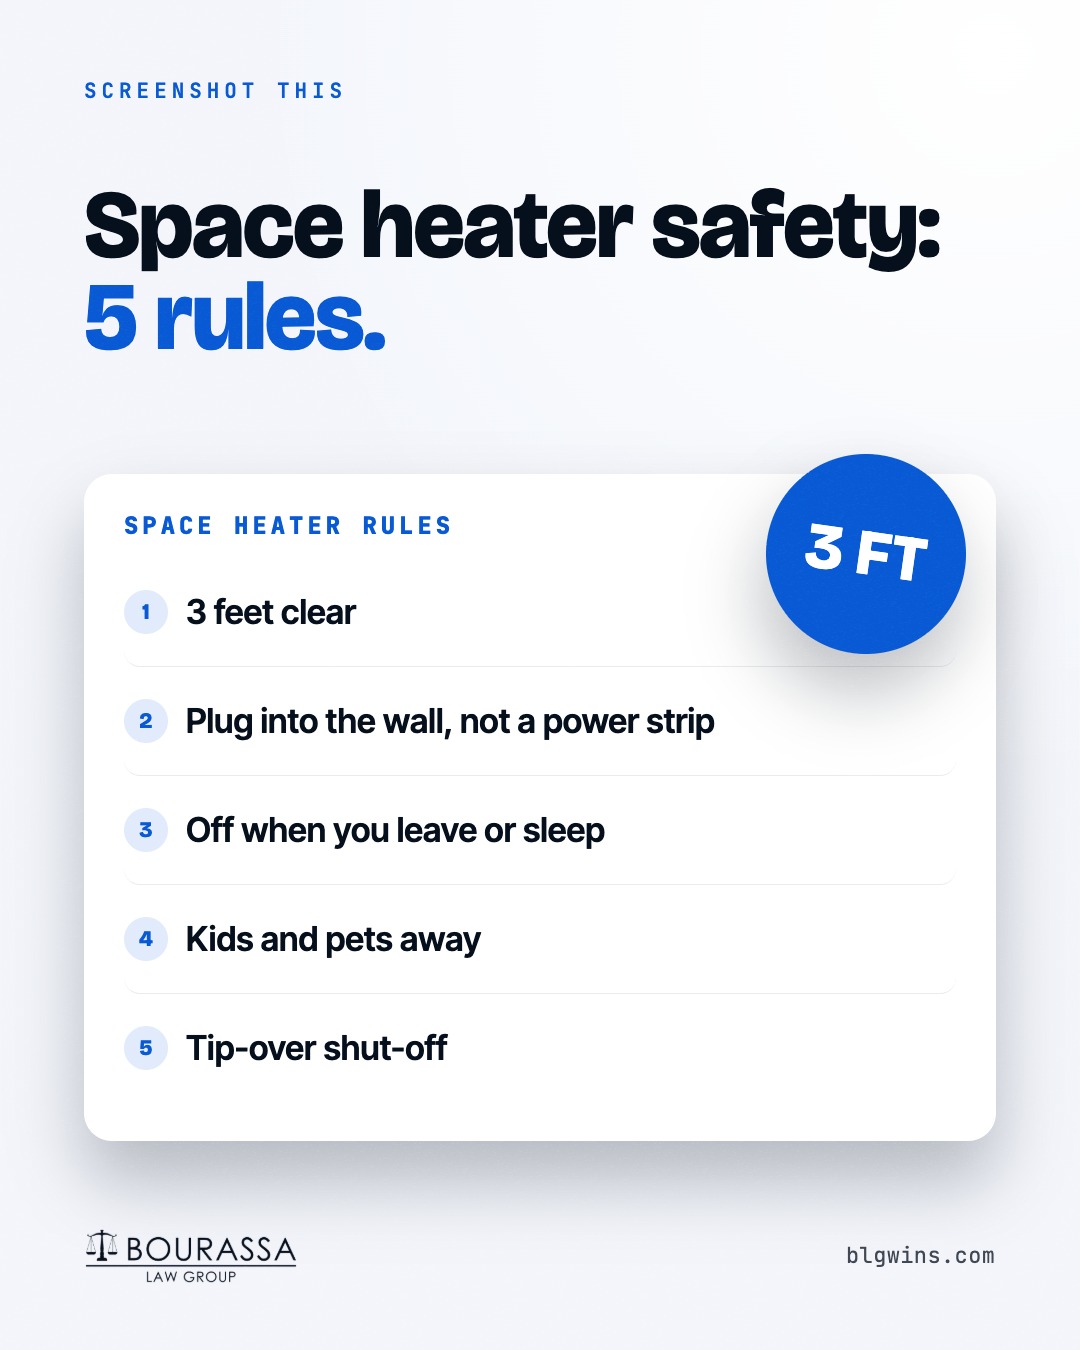 SCREENSHOT THIS
Space heater safety:
5 rules.
SPACE HEATER RULES
3 FT
1 3 feet clear
2 Plug into the wall, not a power strip
3 Off when you leave or sleep
4 Kids and pets away
5 Tip-over shut-off
BOURASSA
LAW GROUP
blgwins.com